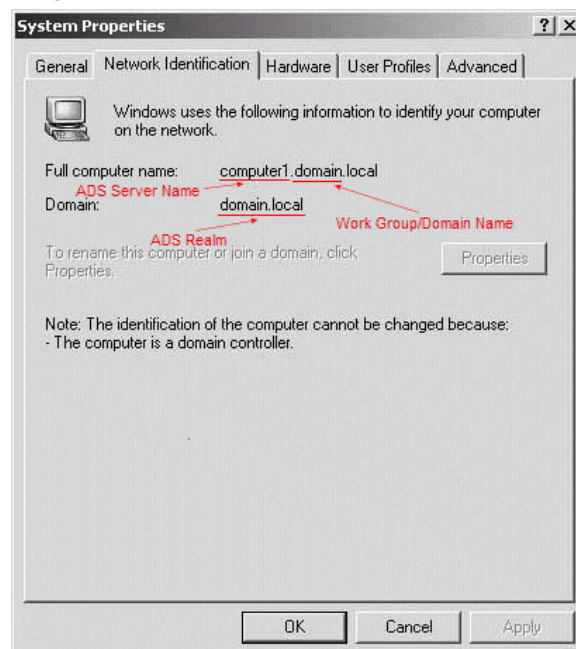 System Properties ? X
General Network Identification Hardware User Profiles Advanced
Windows uses the following information to identify your computer
on the network.
Full computer name: computer1.domain.local
ADS Server Name
Domain: domain.local
Work Group/Domain Name
ADS Realm
To rename this computer or join a domain, click
Properties.
Properties
Note: The identification of the computer cannot be changed because:
- The computer is a domain controller.
OK Cancel Apply